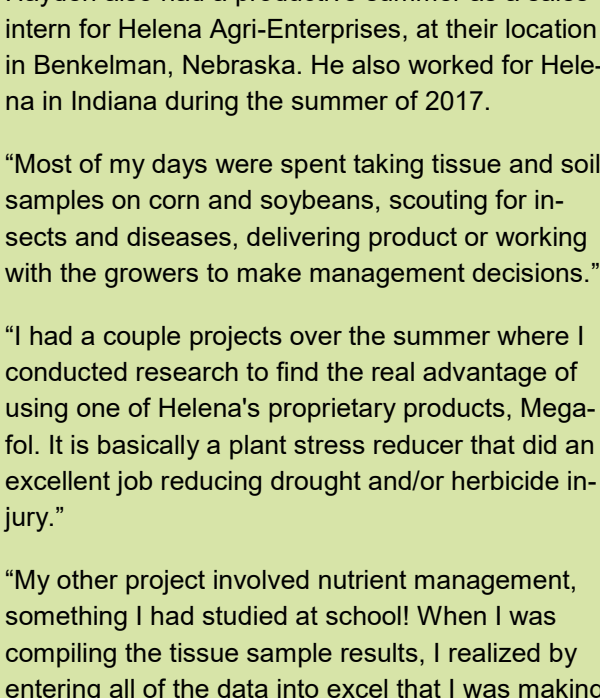 Hayden also had a productive summer as a sales
intern for Helena Agri-Enterprises, at their location
in Benkelman, Nebraska. He also worked for Hele-
na in Indiana during the summer of 2017.
“Most of my days were spent taking tissue and soil
samples on corn and soybeans, scouting for in-
sects and diseases, delivering product or working
with the growers to make management decisions.”
“I had a couple projects over the summer where I
conducted research to find the real advantage of
using one of Helena's proprietary products, Mega-
fol. It is basically a plant stress reducer that did an
excellent job reducing drought and/or herbicide in-
jury.”
“My other project involved nutrient management,
something I had studied at school! When I was
compiling the tissue sample results, I realized by
entering all of the data into excel that I was making